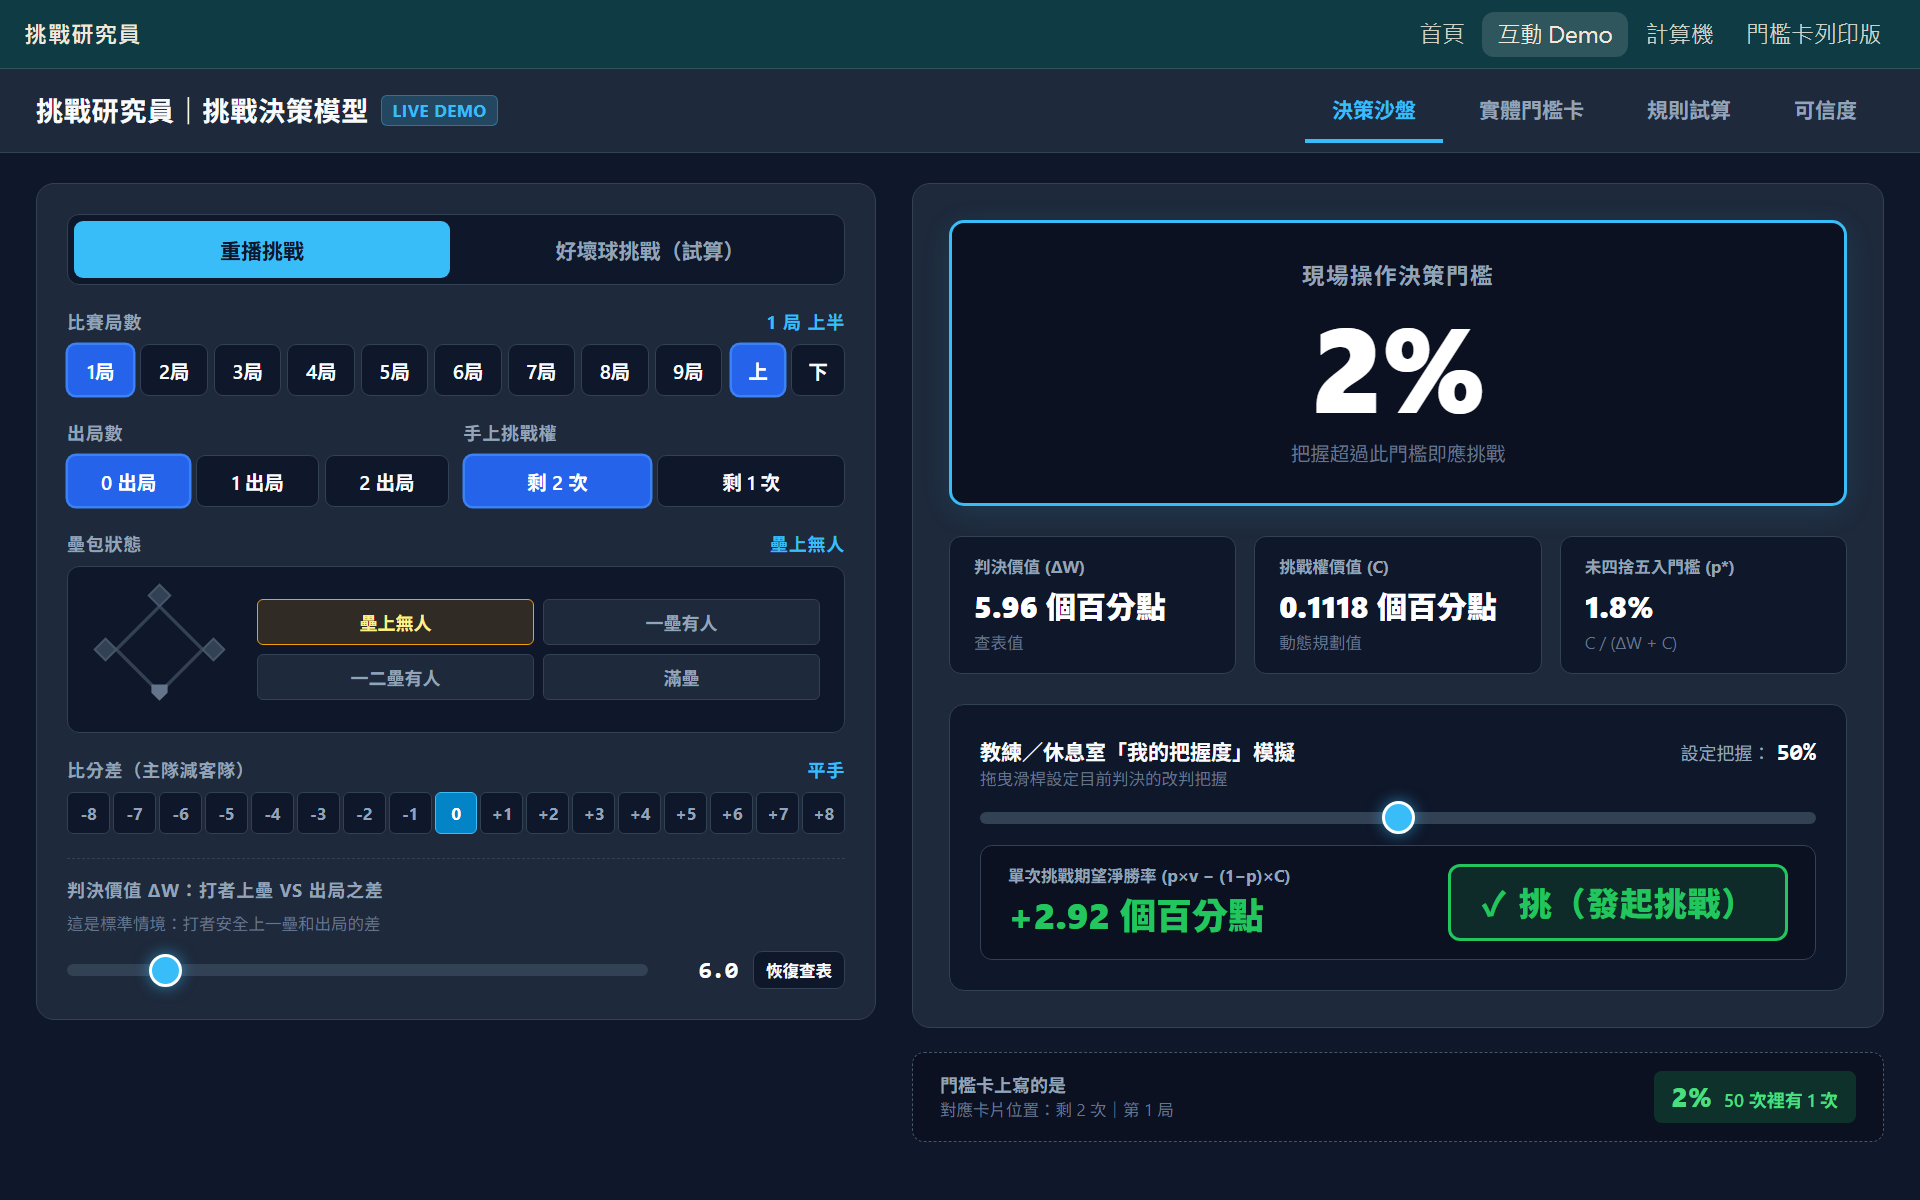 挑戰研究員
首頁 互動 Demo 計算機 門檻卡列印版
挑戰研究員｜挑戰決策模型 LIVE DEMO
決策沙盤 實體門檻卡 規則試算 可信度
重播挑戰 好壞球挑戰（試算）
比賽局數 1 局 上半
1局 2局 3局 4局 5局 6局 7局 8局 9局 上 下
出局數 手上挑戰權
0 出局 1 出局 2 出局 剩 2 次 剩 1 次
壘包狀態 壘上無人
壘上無人 一壘有人
一二壘有人 滿壘
比分差（主隊減客隊） 平手
-8 -7 -6 -5 -4 -3 -2 -1 0 +1 +2 +3 +4 +5 +6 +7 +8
判決價值 ΔW：打者上壘 VS 出局之差
這是標準情境：打者安全上一壘和出局的差
6.0 恢復查表
現場操作決策門檻
2%
把握超過此門檻即應挑戰
判決價值 (ΔW)
5.96 個百分點
查表值
挑戰權價值 (C)
0.1118 個百分點
動態規劃值
未四捨五入門檻 (p*)
1.8%
C / (ΔW + C)
教練／休息室「我的把握度」模擬 設定把握： 50%
拖曳滑桿設定目前判決的改判把握
單次挑戰期望淨勝率 (p×v − (1−p)×C)
+2.92 個百分點
✓ 挑（發起挑戰）
門檻卡上寫的是
對應卡片位置：剩 2 次｜第 1 局
2% 50 次裡有 1 次